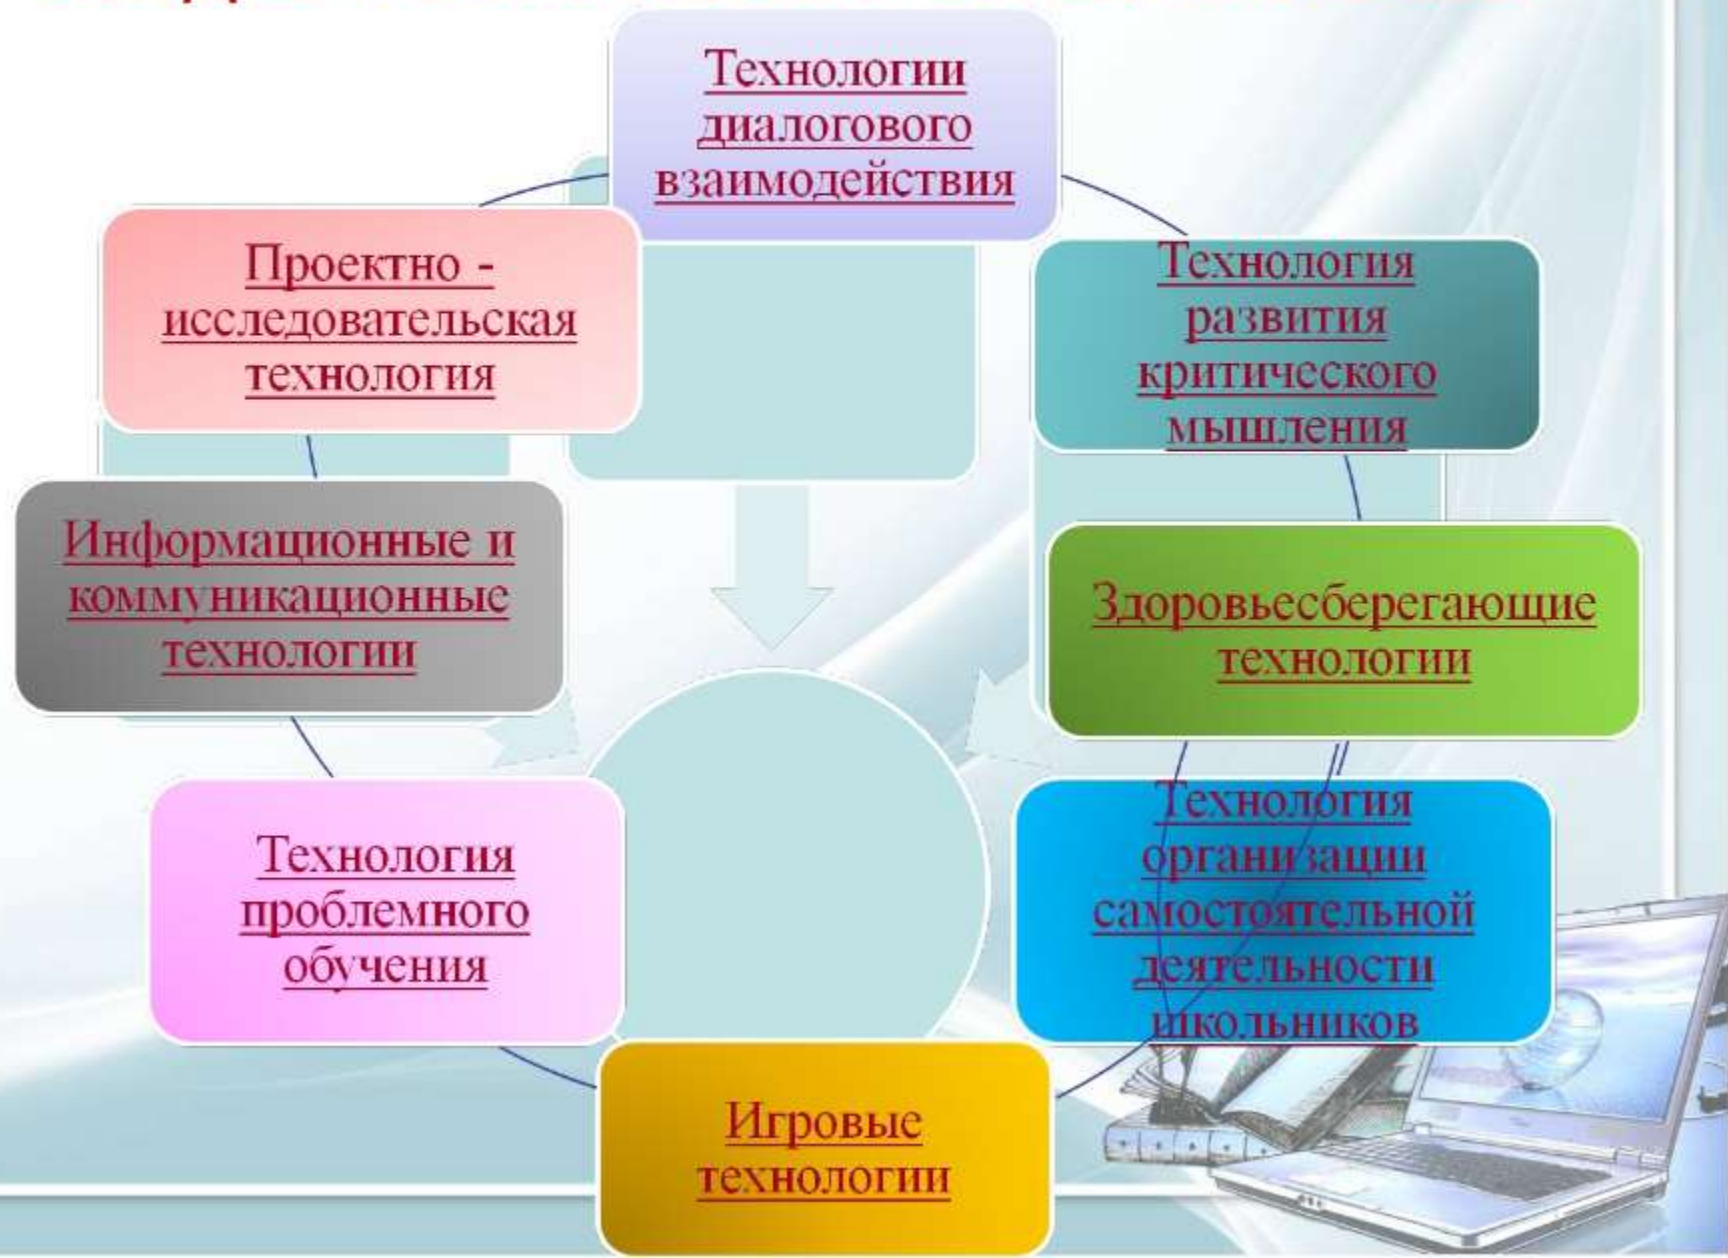 Технологии
диалогового
взаимодействия
Проектно -
исследовательская
технология
Технология
развития
критического
мышления
Информационные и
коммуникационные
технологии
Здоровьесберегающие
технологии
Технология
проблемного
обучения
Технология
организации
самостоятельной
деятельности
школьников
Игровые
технологии